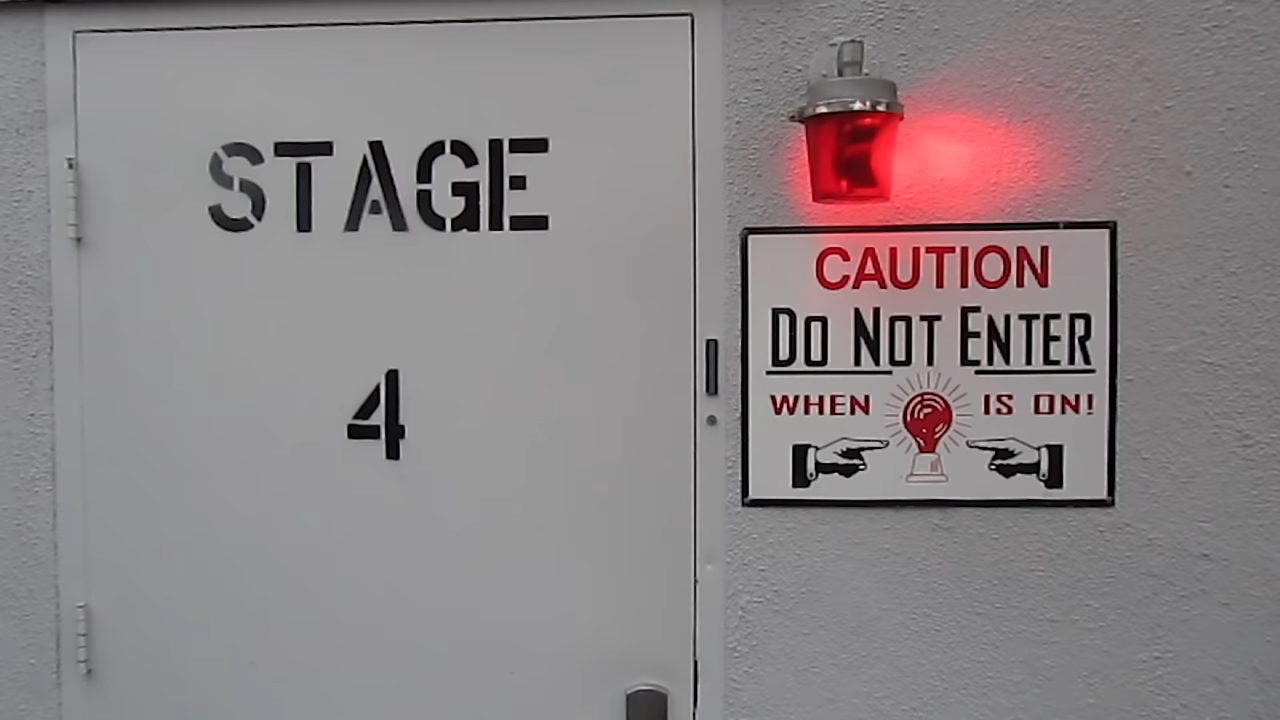 STAGE
4
CAUTION
DO NOT ENTER
WHEN IS ON!